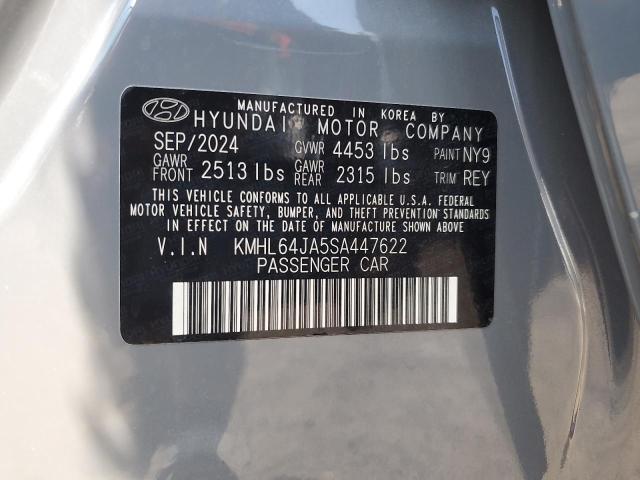 MANUFACTURED IN KOREA BY
HYUNDAI MOTOR COMPANY
SEP/2024 GVWR 4453 lbs PAINT NY9
GAWR FRONT 2513 lbs GAWR REAR 2315 lbs TRIM REY
THIS VEHICLE CONFORMS TO ALL APPLICABLE U.S.A. FEDERAL
MOTOR VEHICLE SAFETY, BUMPER, AND THEFT PREVENTION STANDARDS
IN EFFECT ON THE DATE OF MANUFACTURE SHOWN ABOVE.
V.I.N KMHL64JA5SA447622
PASSENGER CAR